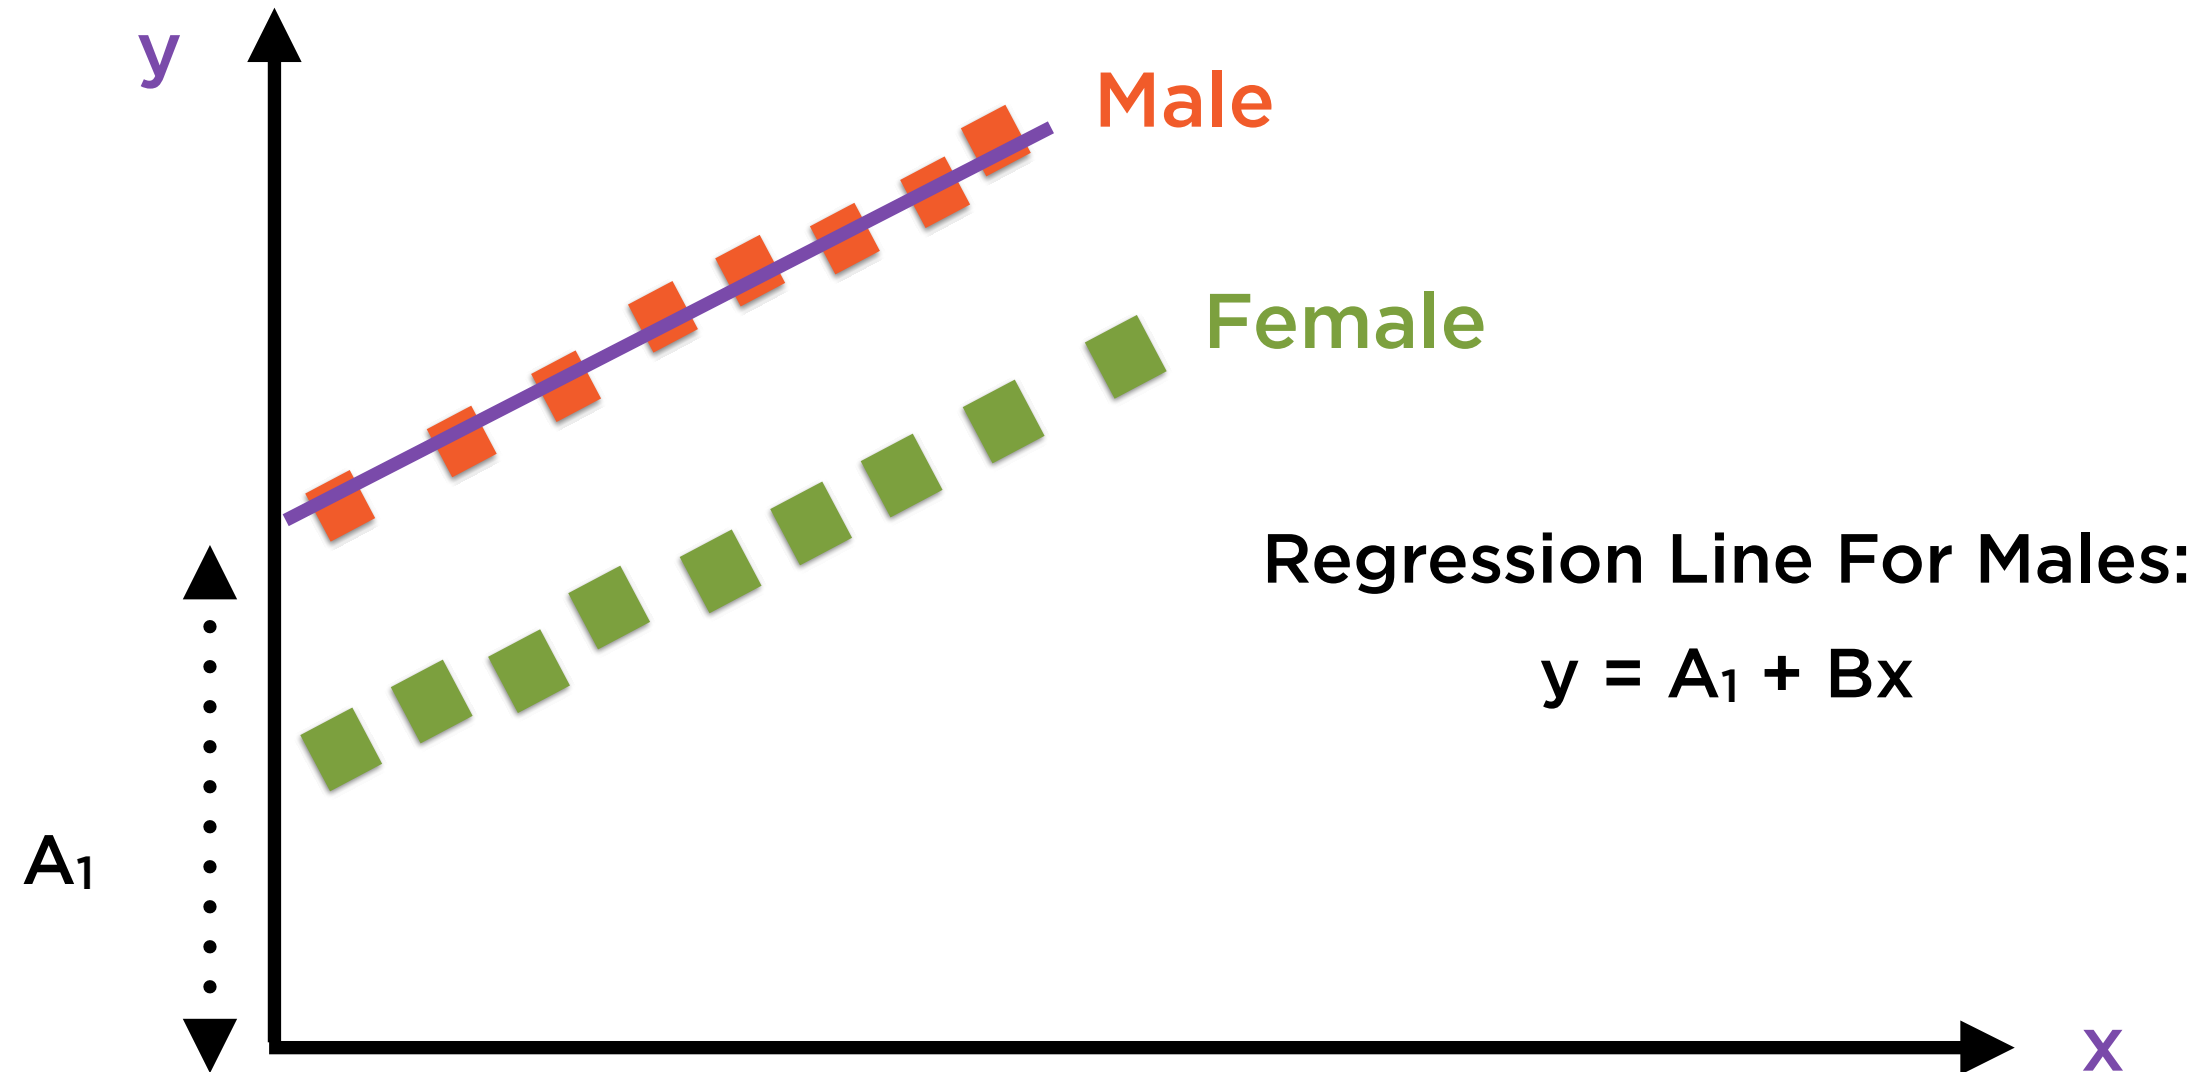 y
Male
Female
Regression Line For Males:
y = A₁ + Bx
A₁
x